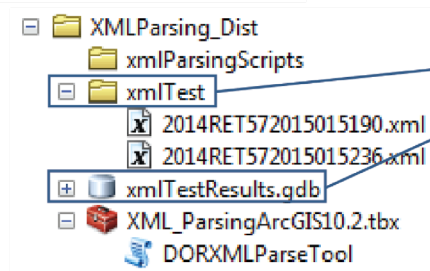 XMLParsing_Dist
xmlParsingScripts
xmlTest
2014RET572015015190.xml
2014RET572015015236.xml
xmlTestResults.gdb
XML_ParsingArcGIS10.2.tbx
DORXMLParseTool